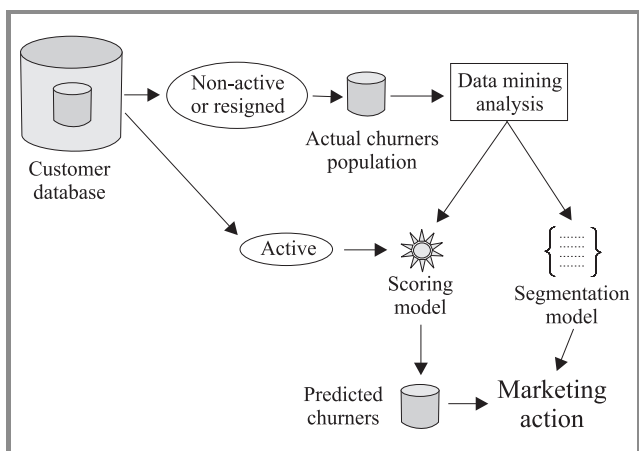 Non-active
or resigned
Data mining
analysis
Actual churners
population
Customer
database
Active
Scoring
model
Segmentation
model
Predicted
churners
Marketing
action